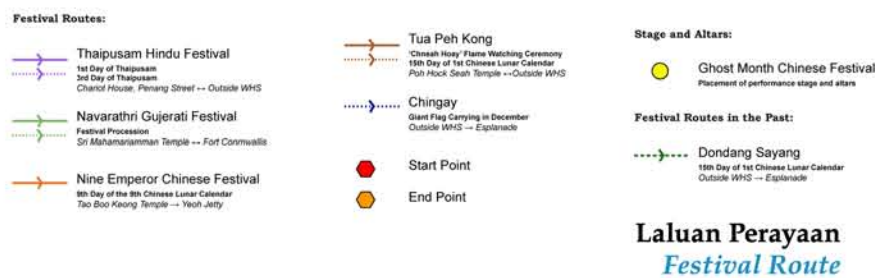 Festival Routes:
Thaipusam Hindu Festival
1st Day of Thaipusam
3rd Day of Thaipusam
Chariot House, Penang Street ↔ Outside WHS
Navarathri Gujerati Festival
Festival Procession
Sri Mahamariamman Temple ↔ Fort Cornwallis
Nine Emperor Chinese Festival
9th Day of the 9th Chinese Lunar Calendar
Tao Boo Keong Temple → Yeoh Jetty
Tua Peh Kong
'Chneah Hoay' Flame Watching Ceremony
15th Day of 1st Chinese Lunar Calendar
Poh Hock Seah Temple ↔ Outside WHS
Chingay
Giant Flag Carrying in December
Outside WHS → Esplanade
Start Point
End Point
Stage and Altars:
Ghost Month Chinese Festival
Placement of performance stage and altars
Festival Routes in the Past:
Dondang Sayang
15th Day of 1st Chinese Lunar Calendar
Outside WHS → Esplanade
Laluan Perayaan
Festival Route